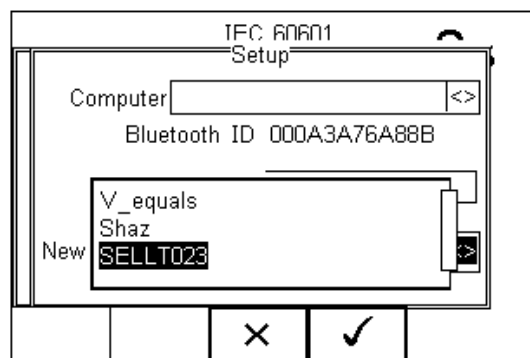 IEC 60601
Setup
Computer <>
Bluetooth ID 000A3A76A88B
V_equals
Shaz
New SELLT023 <>